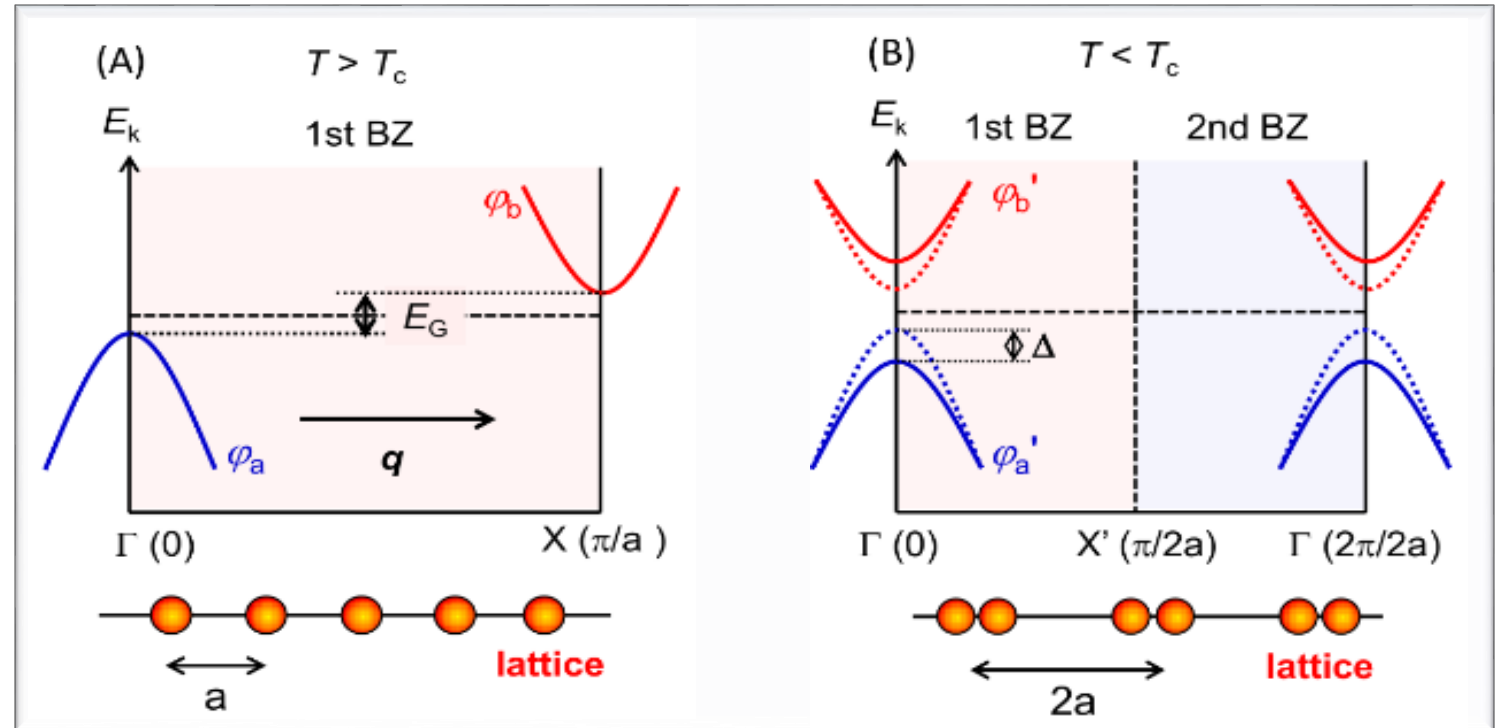 (A)
T > Tc
Ek
1st BZ
φb
EG
q
φa
Γ (0)
X (π/a )
lattice
a
(B)
T < Tc
Ek
1st BZ
2nd BZ
φb'
Δ
φa'
Γ (0)
X’ (π/2a)
Γ (2π/2a)
lattice
2a